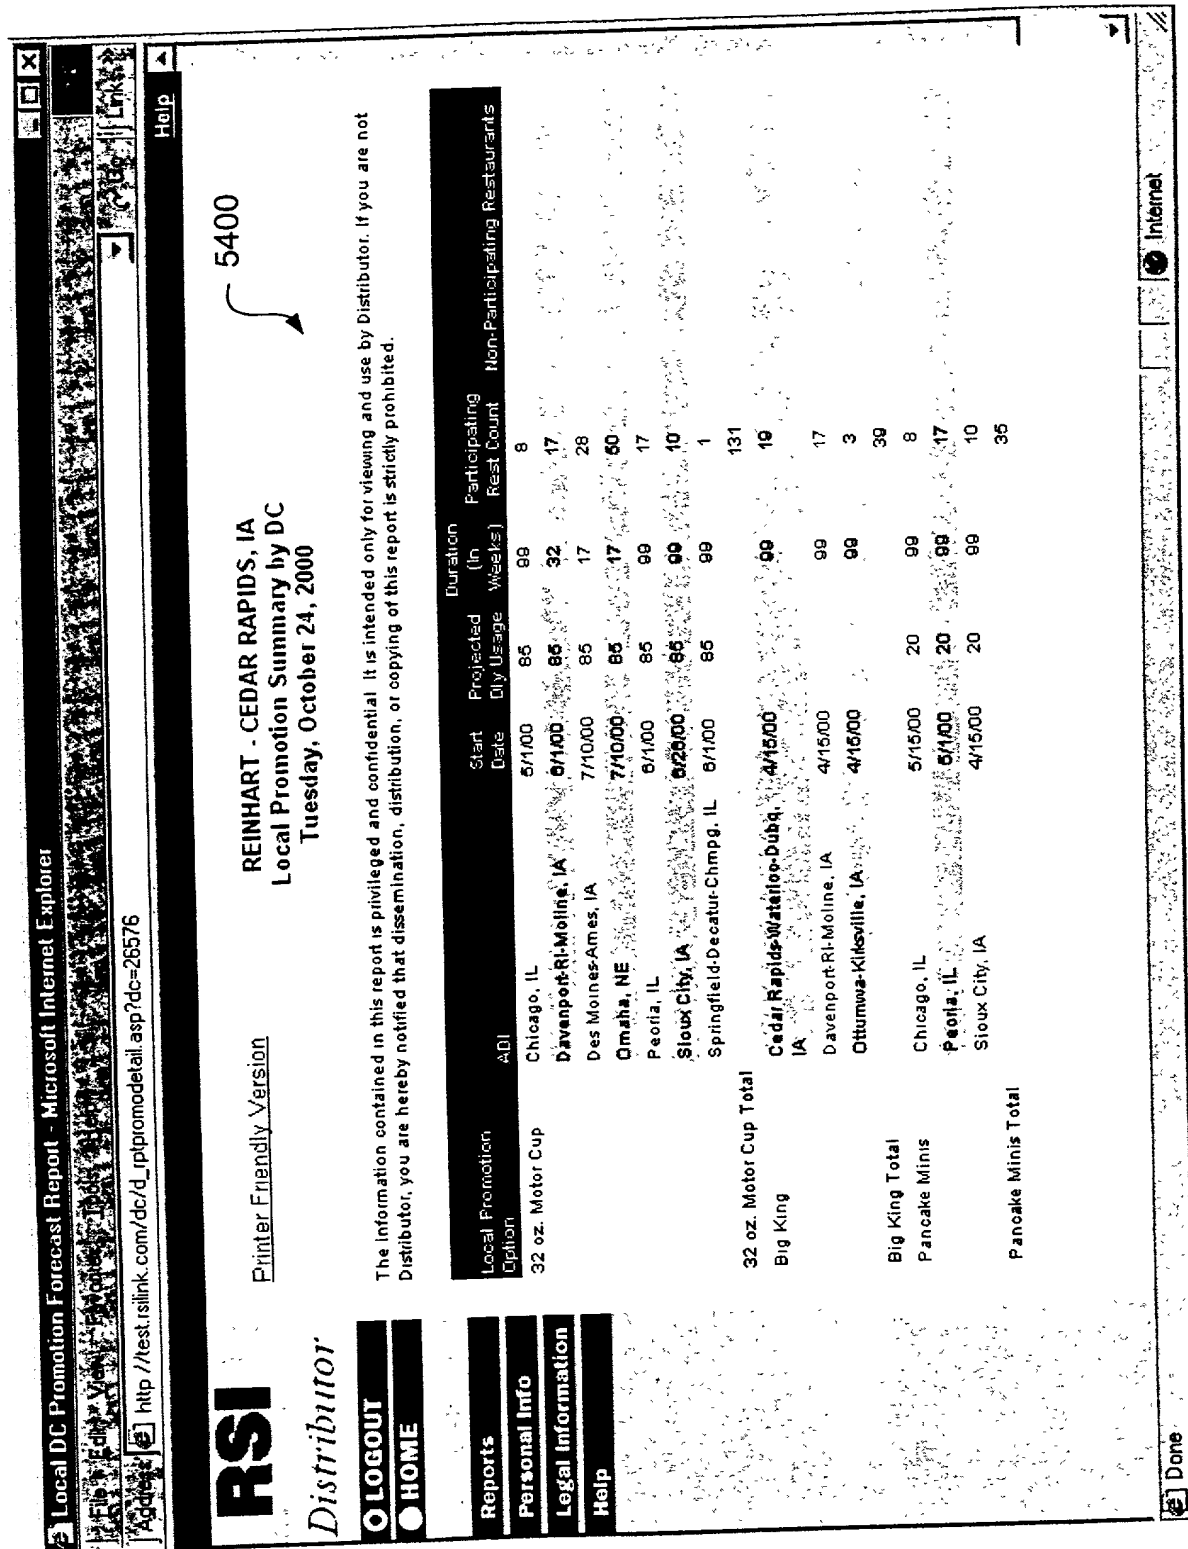 Local DC Promotion Forecast Report - Microsoft Internet Explorer
File Edit View Favorites Tools Help
Address http //test.rsilink.com/dc/d_rptpromodetail.asp?dc=26576 Go Links »
Help
RSI
Distributor
LOGOUT
HOME
Reports
Personal Info
Legal Information
Help
Printer Friendly Version
REINHART - CEDAR RAPIDS, IA
Local Promotion Summary by DC
Tuesday, October 24, 2000
5400
The information contained in this report is privileged and confidential It is intended only for viewing and use by Distributor. If you are not
Distributor, you are hereby notified that dissemination, distribution, or copying of this report is strictly prohibited.
Local Promotion Option ADI Start Date Projected Dly Usage Duration (In Weeks) Participating Rest Count Non-Participating Restaurants
32 oz. Motor Cup Chicago, IL 5/1/00 85 99 8
Davenport-RI-Moline, IA 6/1/00 85 32 17
Des Moines-Ames, IA 7/10/00 85 17 28
Omaha, NE 7/10/00 85 17 50
Peoria, IL 6/1/00 85 99 17
Sioux City, IA 85 99 10
Springfield-Decatur-Chmpg, IL 6/1/00 85 99 1
32 oz. Motor Cup Total 131
Big King Cedar Rapids-Waterloo-Dubq, IA 4/15/00 99 19
Davenport-RI-Moline, IA 4/15/00 99 17
Ottumwa-Kirksville, IA 4/15/00 99 3
Big King Total 39
Pancake Minis Chicago, IL 5/15/00 20 99 8
Peoria, IL 5/1/00 20 99 17
Sioux City, IA 4/15/00 20 99 10
Pancake Minis Total 35
Done Internet